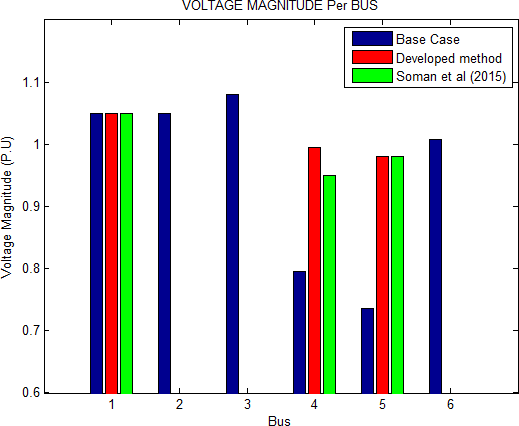 VOLTAGE MAGNITUDE Per BUS
Base Case
Developed method
Soman et al (2015)
Voltage Magnitude (P.U)
1.1
1
0.9
0.8
0.7
0.6
1 2 3 4 5 6
Bus